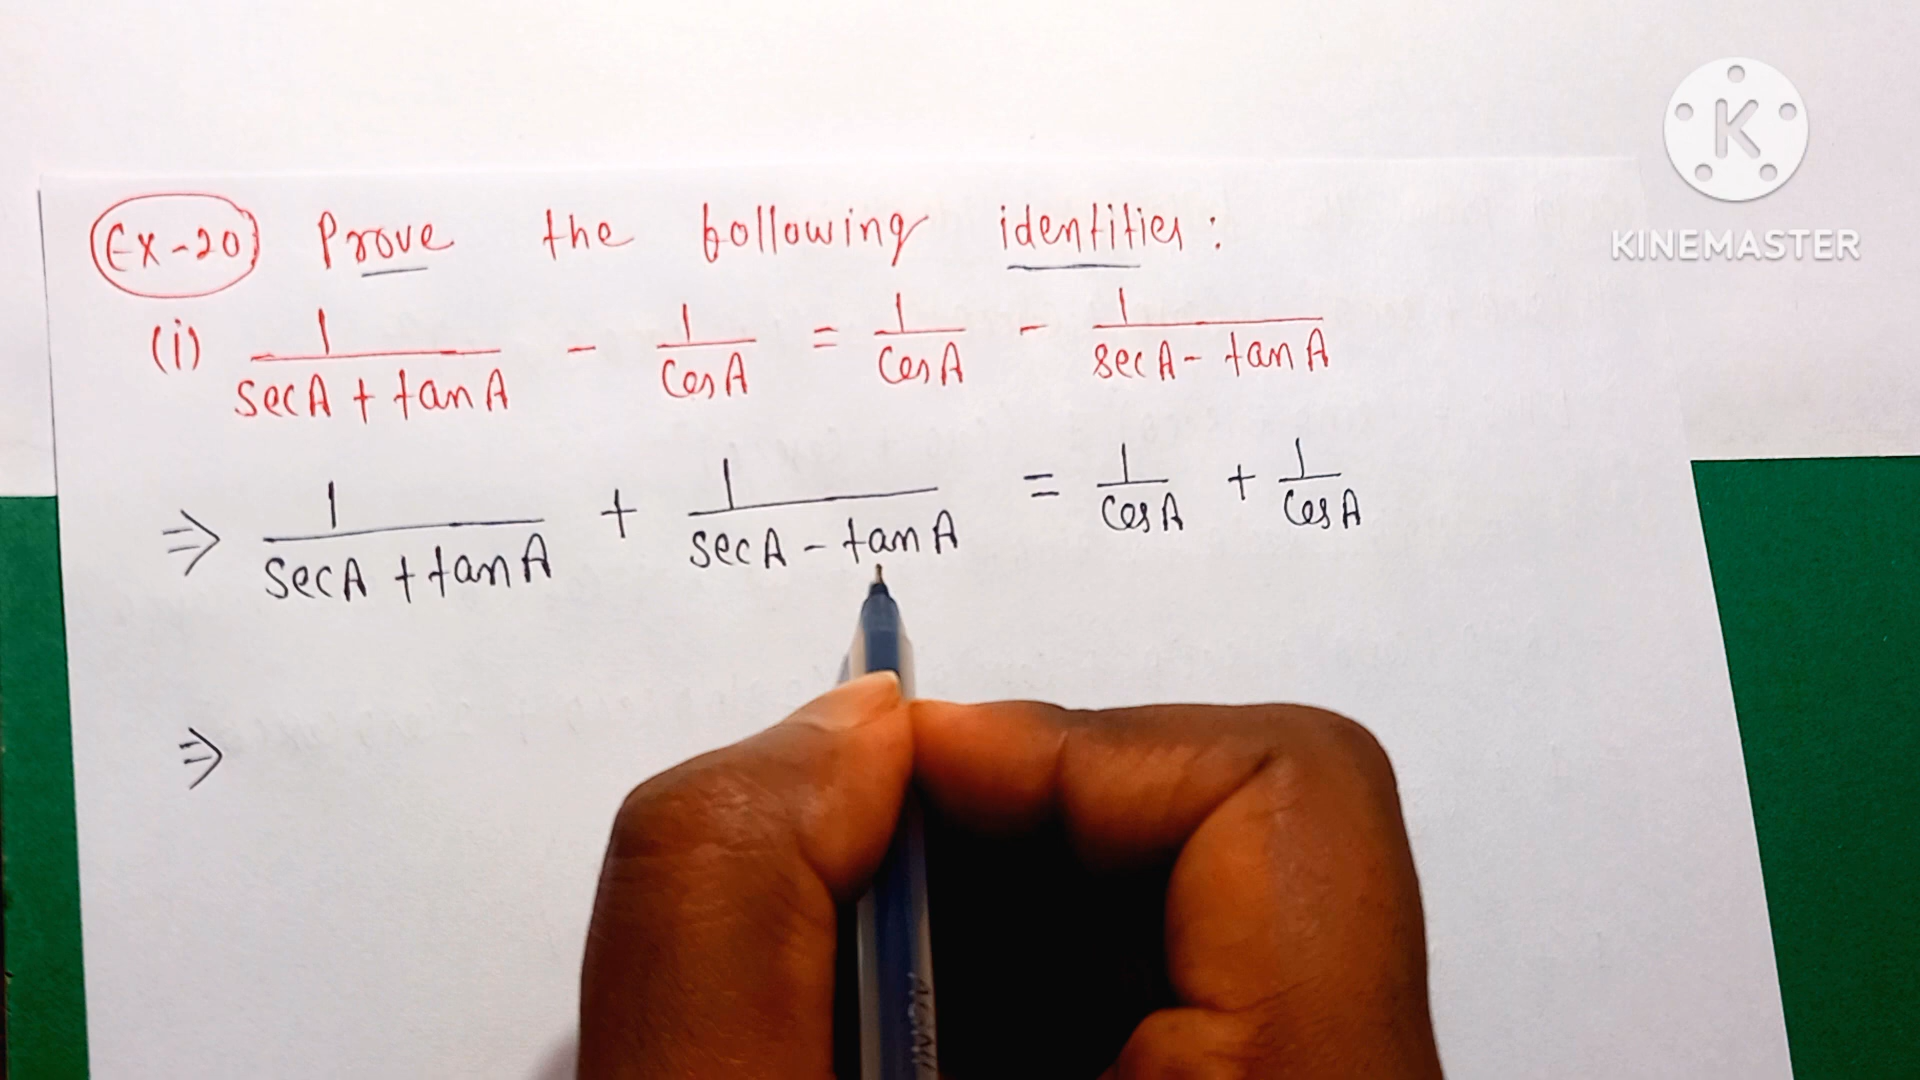 K
KINEMASTER
Ex-20 Prove the following identities:
(i) 1/(secA + tanA) - 1/cosA = 1/cosA - 1/(secA - tanA)
⇒ 1/(secA + tanA) + 1/(secA - tanA) = 1/cosA + 1/cosA
⇒